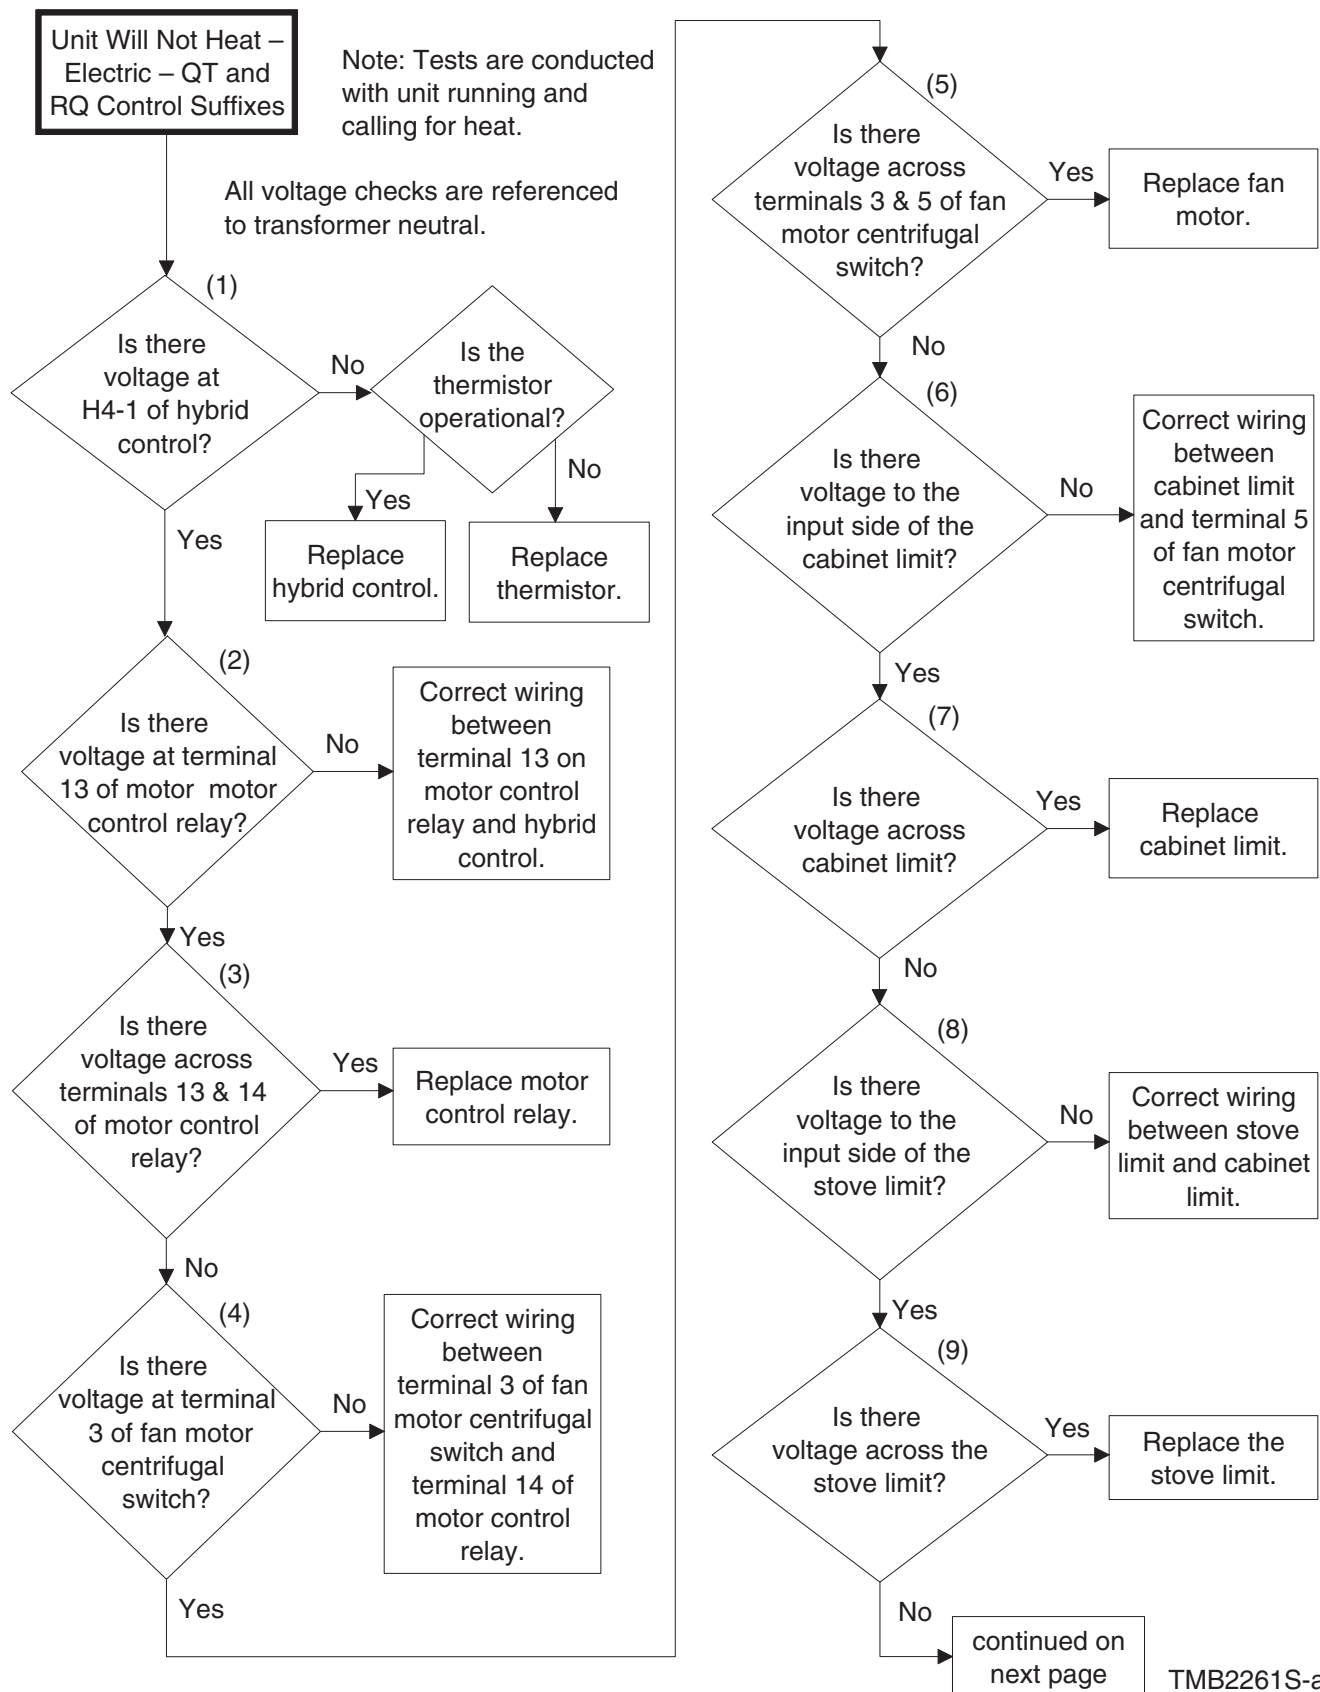 Unit Will Not Heat –
Electric – QT and
RQ Control Suffixes
Note: Tests are conducted
with unit running and
calling for heat.
All voltage checks are referenced
to transformer neutral.
(1)
Is there
voltage at
H4-1 of hybrid
control?
No
Is the
thermistor
operational?
Yes
No
Replace
hybrid control.
Replace
thermistor.
Yes
(2)
Is there
voltage at terminal
13 of motor  motor
control relay?
No
Correct wiring
between
terminal 13 on
motor control
relay and hybrid
control.
Yes
(3)
Is there
voltage across
terminals 13 & 14
of motor control
relay?
Yes
Replace motor
control relay.
No
(4)
Is there
voltage at terminal
3 of fan motor
centrifugal
switch?
No
Correct wiring
between
terminal 3 of fan
motor centrifugal
switch and
terminal 14 of
motor control
relay.
Yes
(5)
Is there
voltage across
terminals 3 & 5 of fan
motor centrifugal
switch?
Yes
Replace fan
motor.
No
(6)
Is there
voltage to the
input side of the
cabinet limit?
No
Correct wiring
between
cabinet limit
and terminal 5
of fan motor
centrifugal
switch.
Yes
(7)
Is there
voltage across
cabinet limit?
Yes
Replace
cabinet limit.
No
(8)
Is there
voltage to the
input side of the
stove limit?
No
Correct wiring
between stove
limit and cabinet
limit.
Yes
(9)
Is there
voltage across the
stove limit?
Yes
Replace the
stove limit.
No
continued on
next page
TMB2261S-a